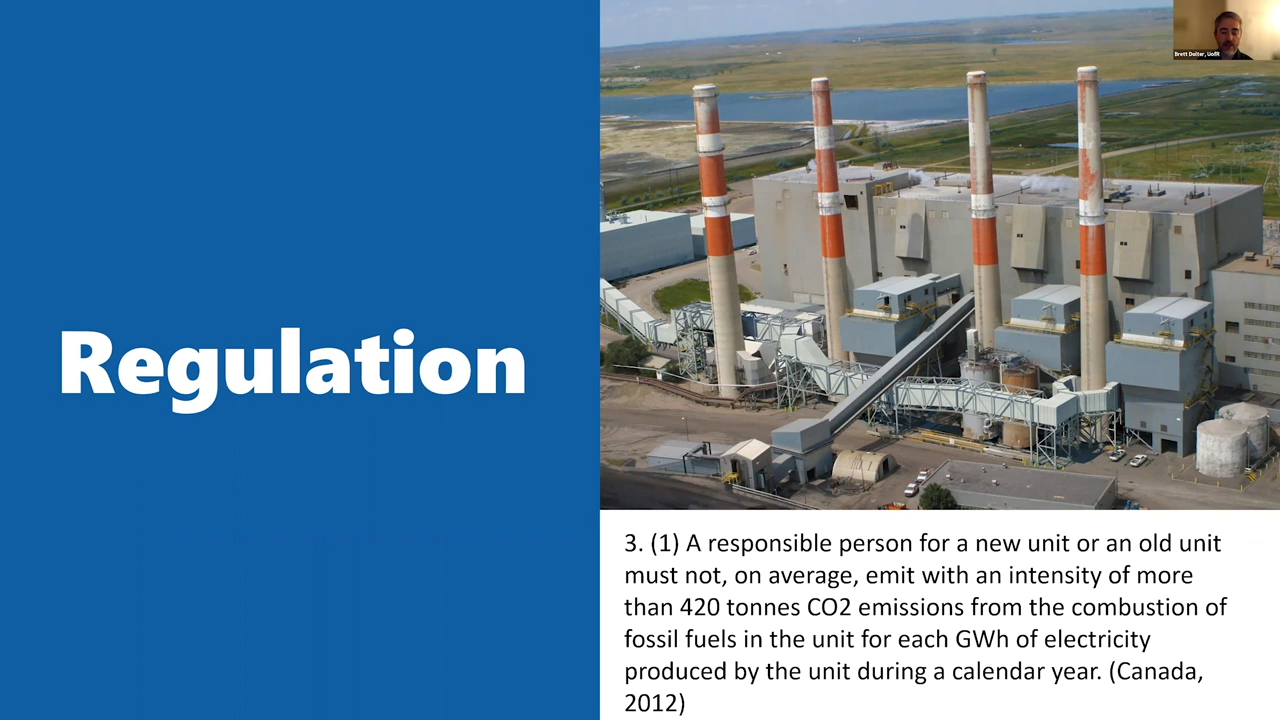 Brett Dolter, UofR
Regulation
3. (1) A responsible person for a new unit or an old unit
must not, on average, emit with an intensity of more
than 420 tonnes CO2 emissions from the combustion of
fossil fuels in the unit for each GWh of electricity
produced by the unit during a calendar year. (Canada,
2012)